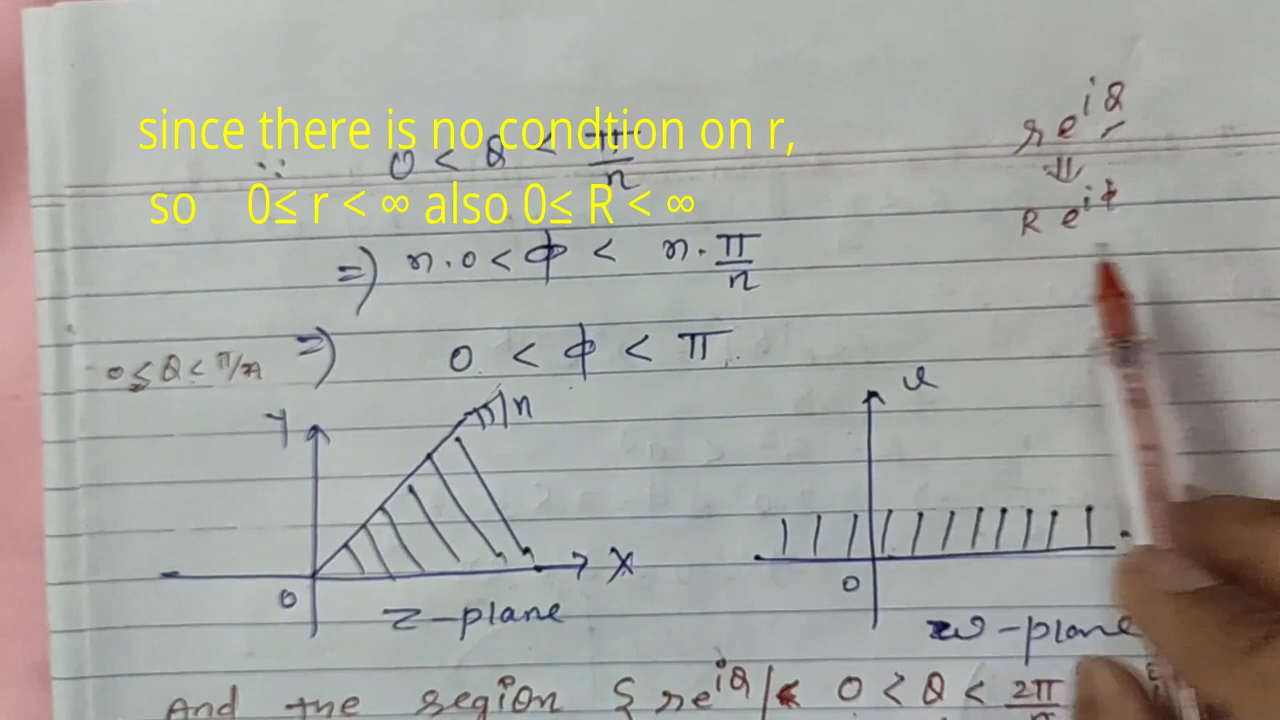 since there is no condtion on r,
∵ 0 < θ < π/n
re^{iθ}
⇓
so 0≤ r < ∞ also 0≤ R < ∞
R e^{iϕ}
⇒) n.0 < ϕ < n. π/n
0 ≤ θ < π/n ⇒) 0 < ϕ < π.
Y π/n v
0 X 0
z-plane w-plane
And the region { re^{iθ} / 0 < θ < 2π/n